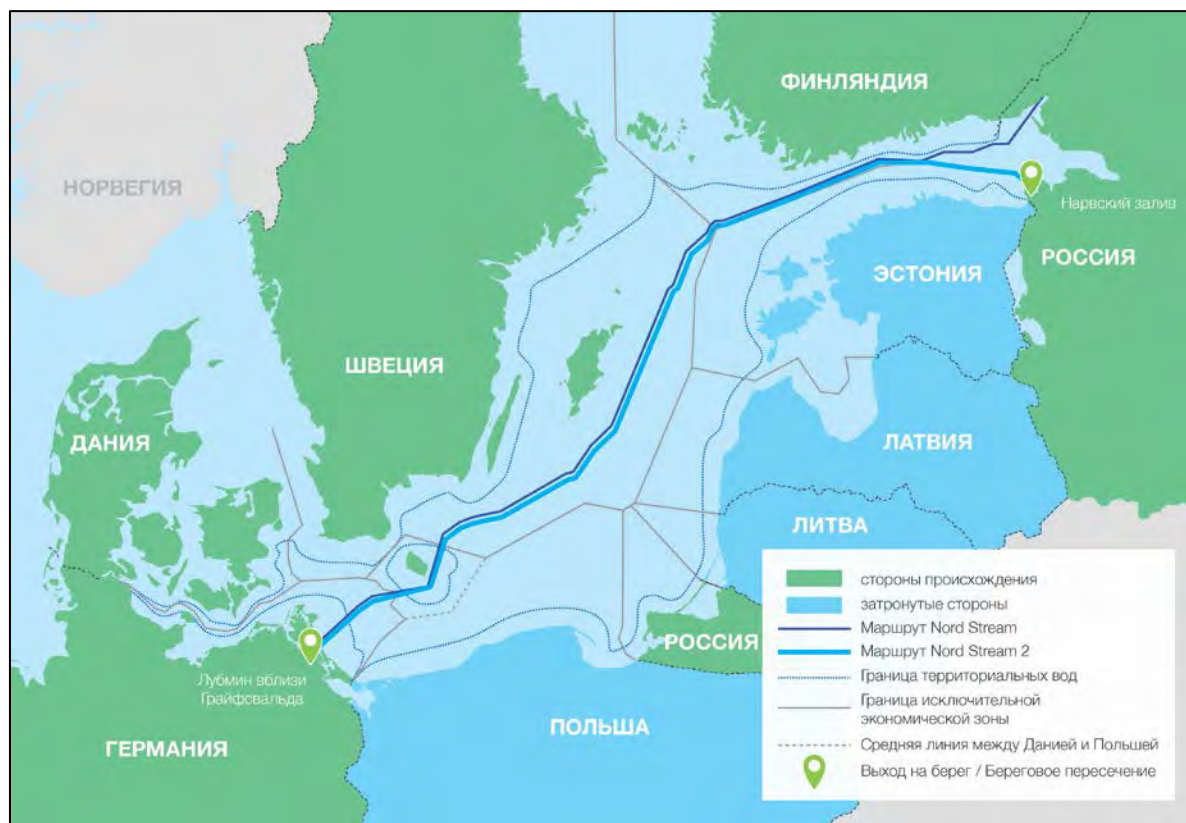 ФИНЛЯНДИЯ
НОРВЕГИЯ
Нарвский залив
РОССИЯ
ЭСТОНИЯ
ШВЕЦИЯ
ДАНИЯ
ЛАТВИЯ
ЛИТВА
РОССИЯ
Лубмин вблизи
Грайфсвальда
ПОЛЬША
ГЕРМАНИЯ
стороны происхождения
затронутые стороны
Маршрут Nord Stream
Маршрут Nord Stream 2
Граница территориальных вод
Граница исключительной
экономической зоны
Средняя линия между Данией и Польшей
Выход на берег / Береговое пересечение